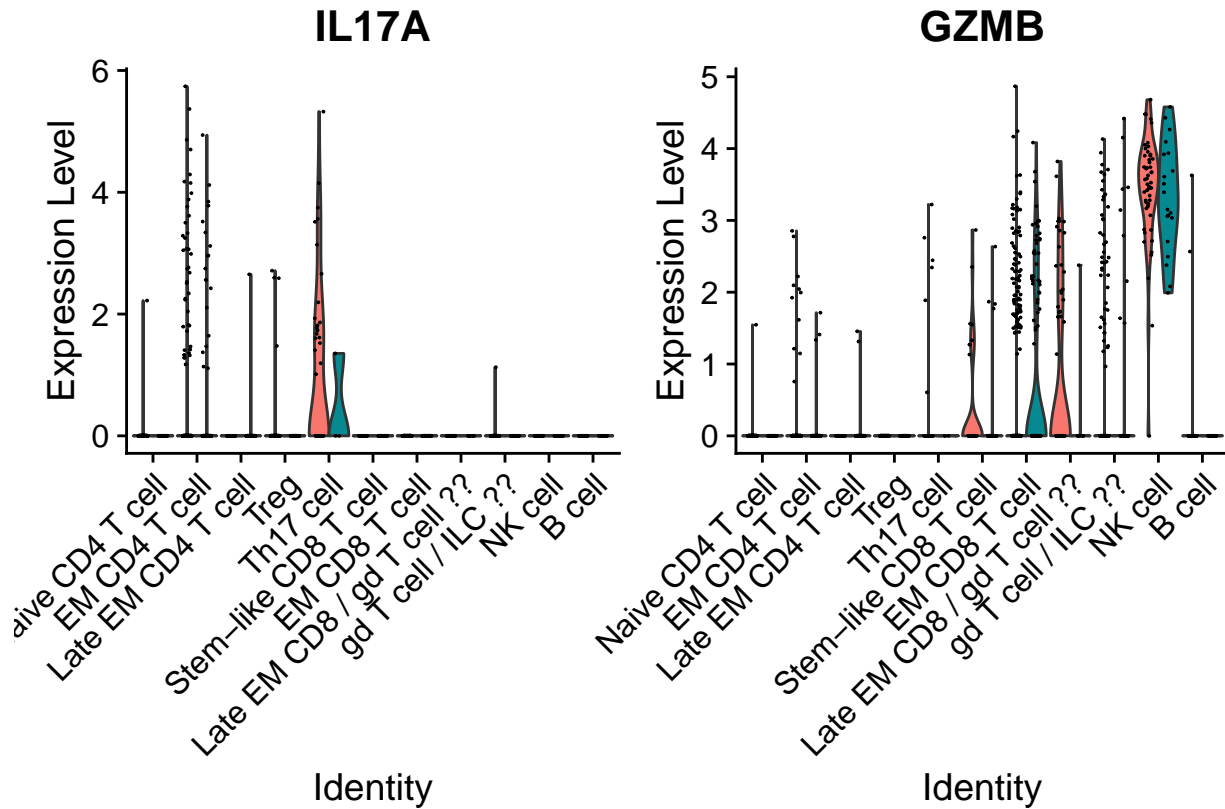 IL17A
Expression Level
6
4
2
0
aive CD4 T cell
EM CD4 T cell
Late EM CD4 T cell
Treg
Th17 cell
Stem–like CD8 T cell
EM CD8 T cell
Late EM CD8 / gd T cell ??
gd T cell / ILC ??
NK cell
B cell
Identity
GZMB
Expression Level
5
4
3
2
1
0
Naive CD4 T cell
EM CD4 T cell
Late EM CD4 T cell
Treg
Th17 cell
Stem–like CD8 T cell
EM CD8 T cell
Late EM CD8 / gd T cell ??
gd T cell / ILC ??
NK cell
B cell
Identity